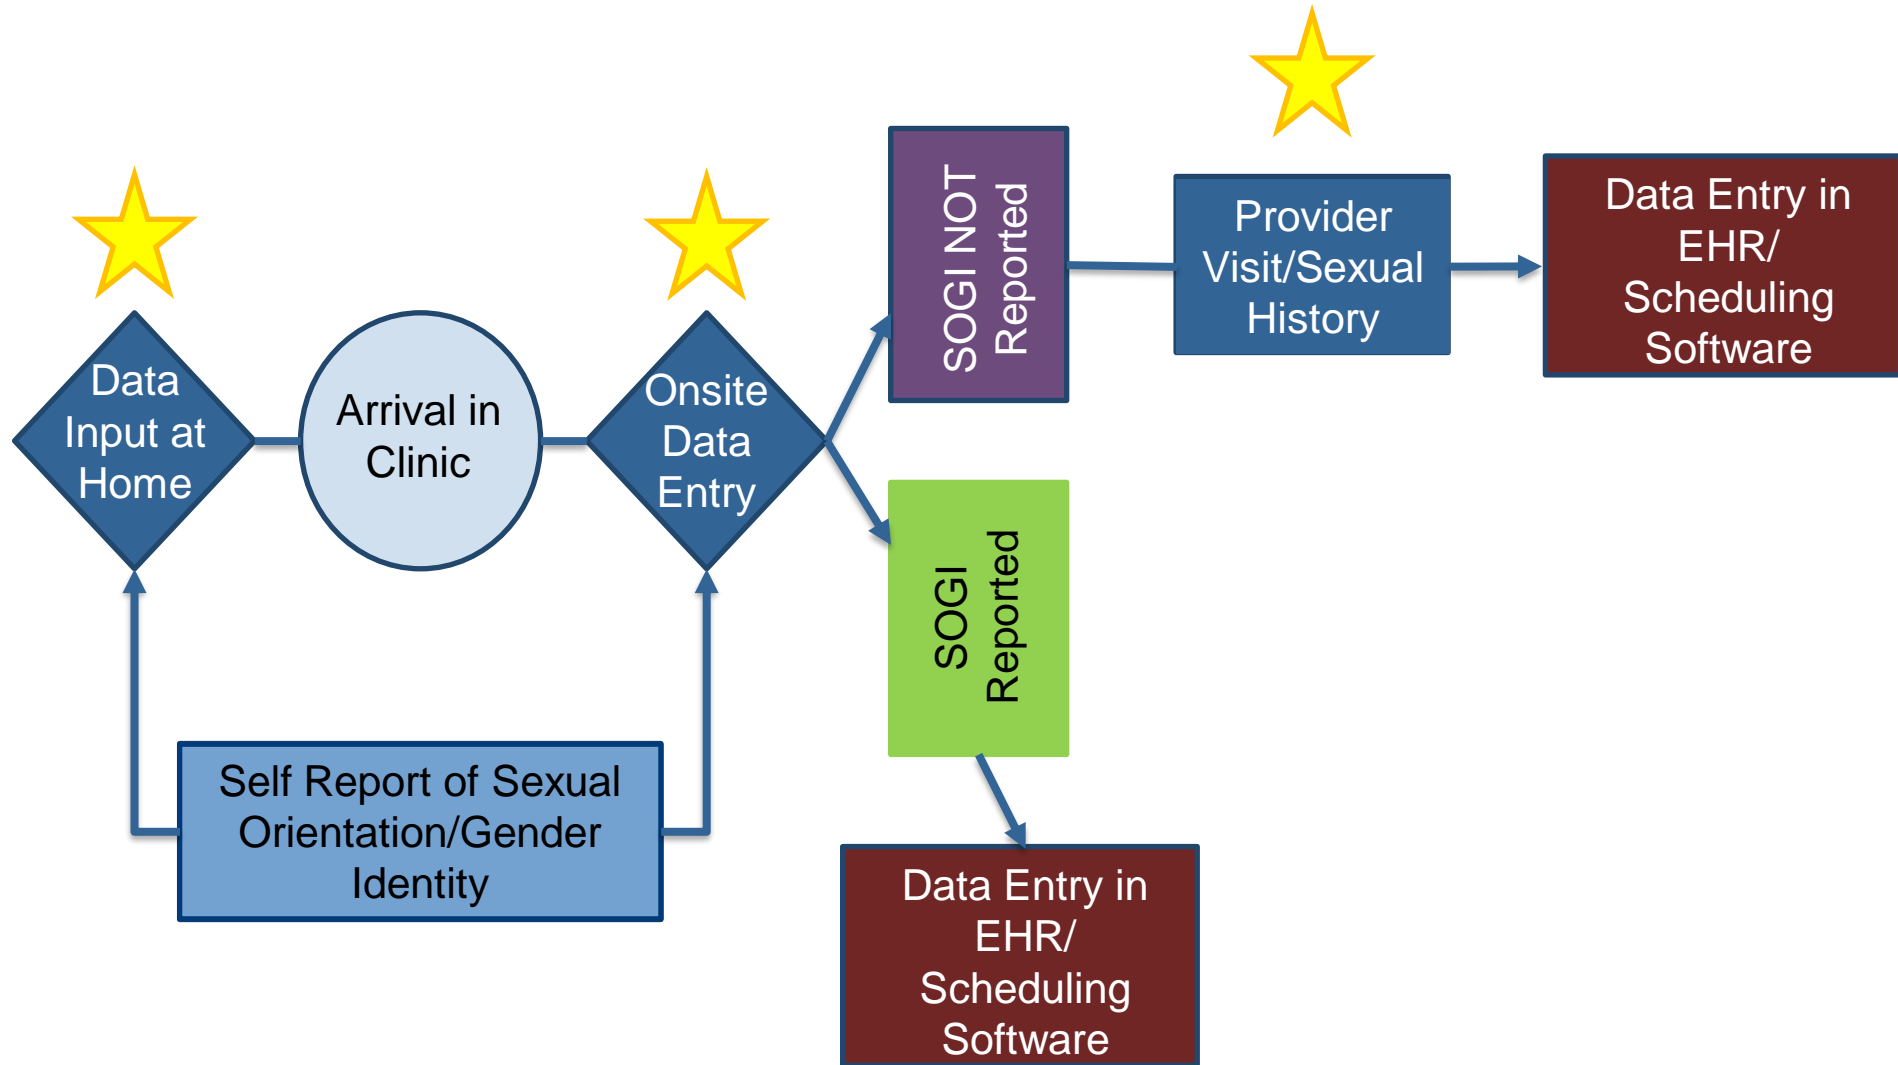 Data
Input at
Home
Arrival in
Clinic
Onsite
Data
Entry
SOGI NOT
Reported
Provider
Visit/Sexual
History
Data Entry in
EHR/
Scheduling
Software
SOGI
Reported
Self Report of Sexual
Orientation/Gender
Identity
Data Entry in
EHR/
Scheduling
Software